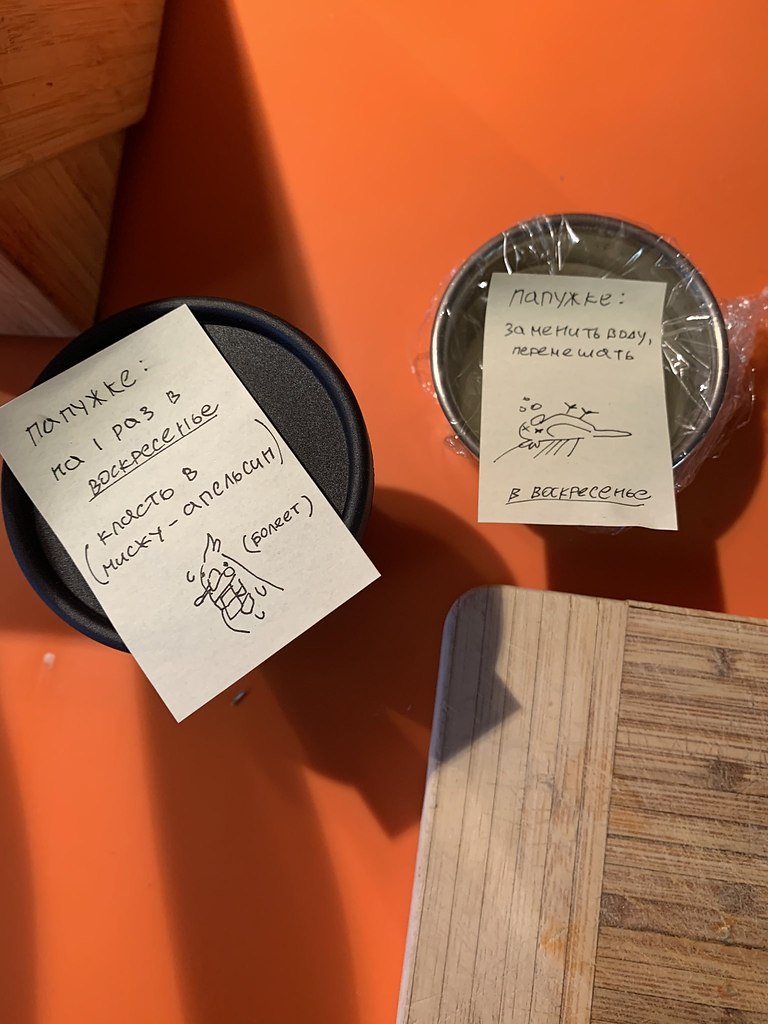 папужке:
на 1 раз в
воскресенье
(класть в
миску-апельсин)
(болеет)
папужке:
заменить воду,
перемешать
в воскресенье